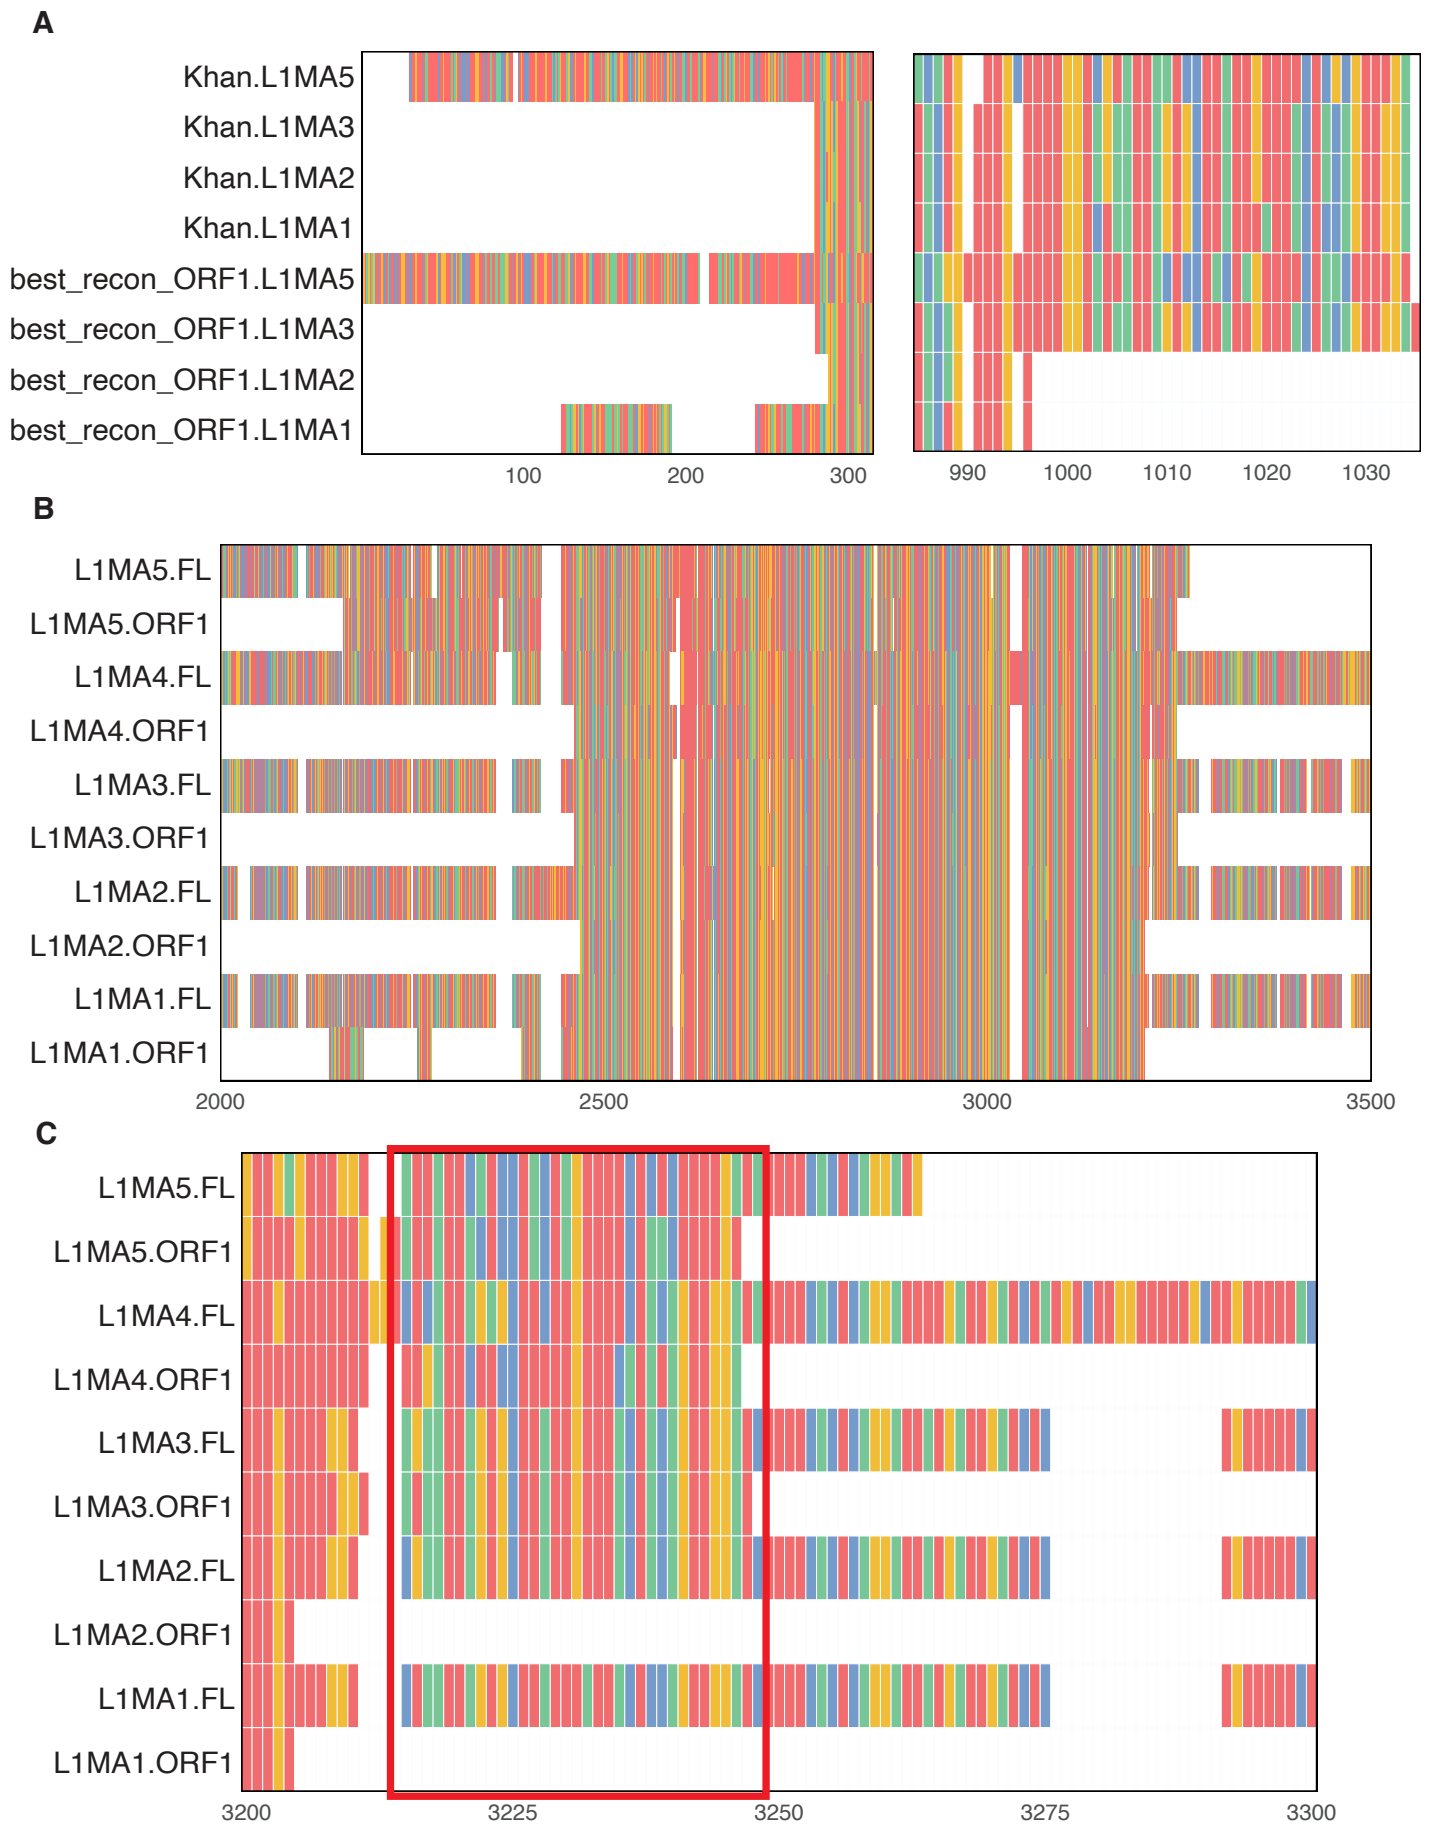 A
Khan.L1MA5
Khan.L1MA3
Khan.L1MA2
Khan.L1MA1
best_recon_ORF1.L1MA5
best_recon_ORF1.L1MA3
best_recon_ORF1.L1MA2
best_recon_ORF1.L1MA1
100 200 300
990 1000 1010 1020 1030
B
L1MA5.FL
L1MA5.ORF1
L1MA4.FL
L1MA4.ORF1
L1MA3.FL
L1MA3.ORF1
L1MA2.FL
L1MA2.ORF1
L1MA1.FL
L1MA1.ORF1
2000 2500 3000 3500
C
L1MA5.FL
L1MA5.ORF1
L1MA4.FL
L1MA4.ORF1
L1MA3.FL
L1MA3.ORF1
L1MA2.FL
L1MA2.ORF1
L1MA1.FL
L1MA1.ORF1
3200 3225 3250 3275 3300